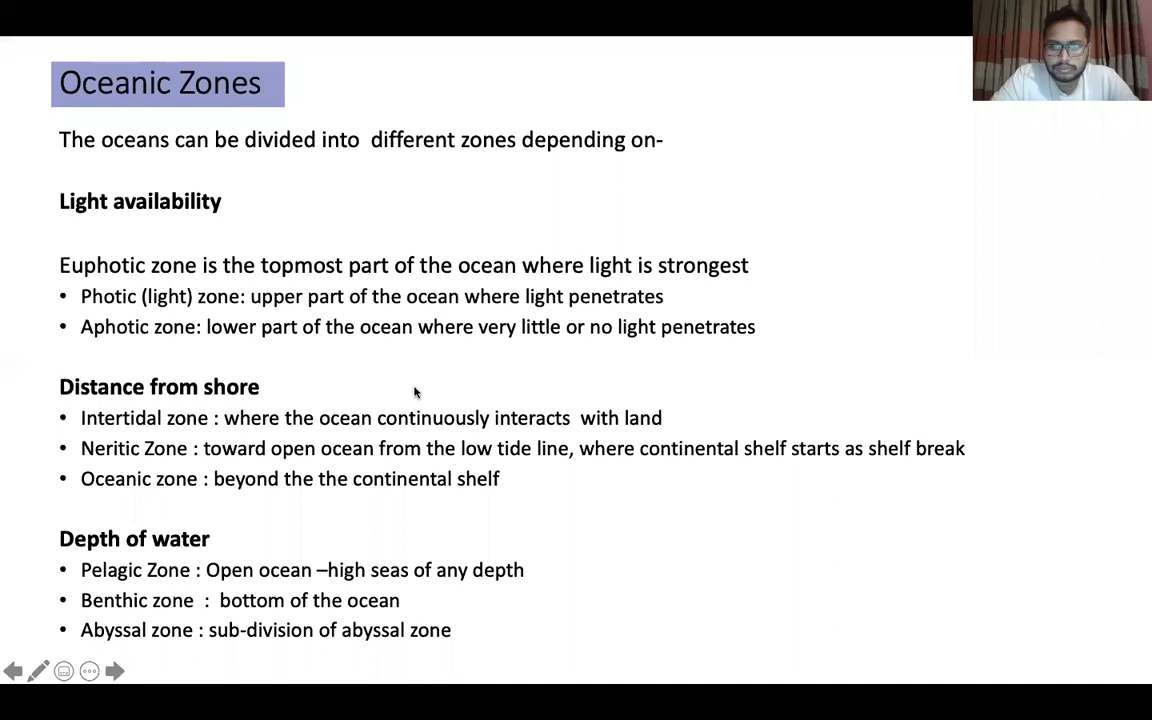 Oceanic Zones
The oceans can be divided into different zones depending on-
Light availability
Euphotic zone is the topmost part of the ocean where light is strongest
• Photic (light) zone: upper part of the ocean where light penetrates
• Aphotic zone: lower part of the ocean where very little or no light penetrates
Distance from shore
• Intertidal zone : where the ocean continuously interacts with land
• Neritic Zone : toward open ocean from the low tide line, where continental shelf starts as shelf break
• Oceanic zone : beyond the the continental shelf
Depth of water
• Pelagic Zone : Open ocean –high seas of any depth
• Benthic zone : bottom of the ocean
• Abyssal zone : sub-division of abyssal zone